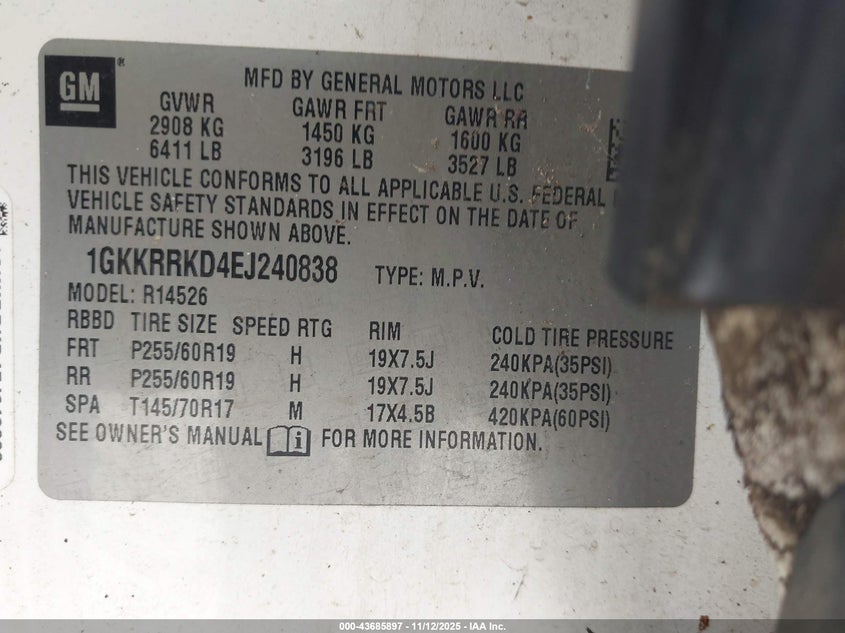 GM
®
MFD BY GENERAL MOTORS LLC
GVWR GAWR FRT GAWR RR
2908 KG 1450 KG 1600 KG
6411 LB 3196 LB 3527 LB
THIS VEHICLE CONFORMS TO ALL APPLICABLE U.S. FEDERAL
VEHICLE SAFETY STANDARDS IN EFFECT ON THE DATE OF
MANUFACTURE SHOWN ABOVE.
1GKKRRKD4EJ240838 TYPE: M.P.V.
MODEL: R14526
RBBD TIRE SIZE SPEED RTG RIM COLD TIRE PRESSURE
FRT P255/60R19 H 19X7.5J 240KPA(35PSI)
RR P255/60R19 H 19X7.5J 240KPA(35PSI)
SPA T145/70R17 M 17X4.5B 420KPA(60PSI)
SEE OWNER'S MANUAL i FOR MORE INFORMATION.
000-43685897 - 11/12/2025 - IAA Inc.